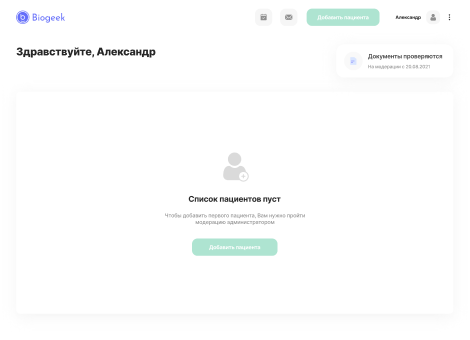 Biogeek
Добавить пациента
Александр
Здравствуйте, Александр
Документы проверяются
На модерации с 20.08.2021
Список пациентов пуст
Чтобы добавить первого пациента, Вам нужно пройти
модерацию администратором
Добавить пациента